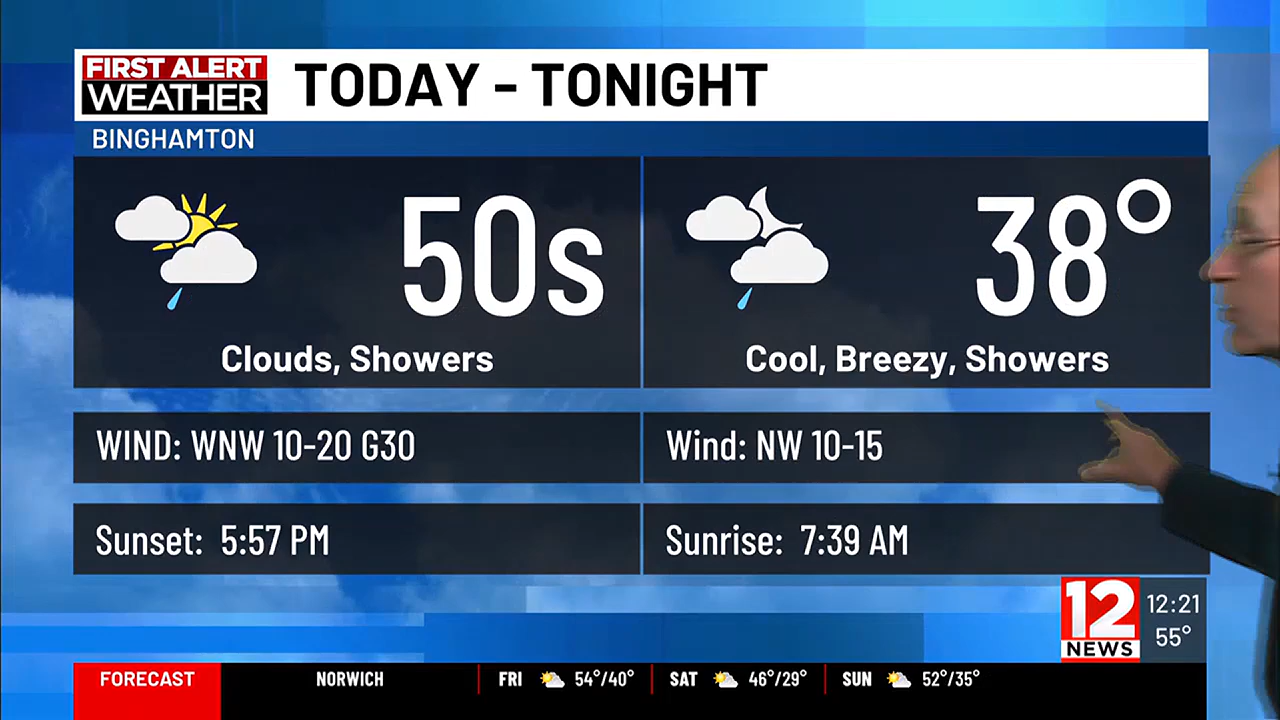 FIRST ALERT
WEATHER
TODAY - TONIGHT
BINGHAMTON
50s
38°
Clouds, Showers
Cool, Breezy, Showers
WIND: WNW 10-20 G30
Wind: NW 10-15
Sunset: 5:57 PM
Sunrise: 7:39 AM
12
NEWS
12:21
55°
FORECAST NORWICH FRI 54°/40° SAT 46°/29° SUN 52°/35°